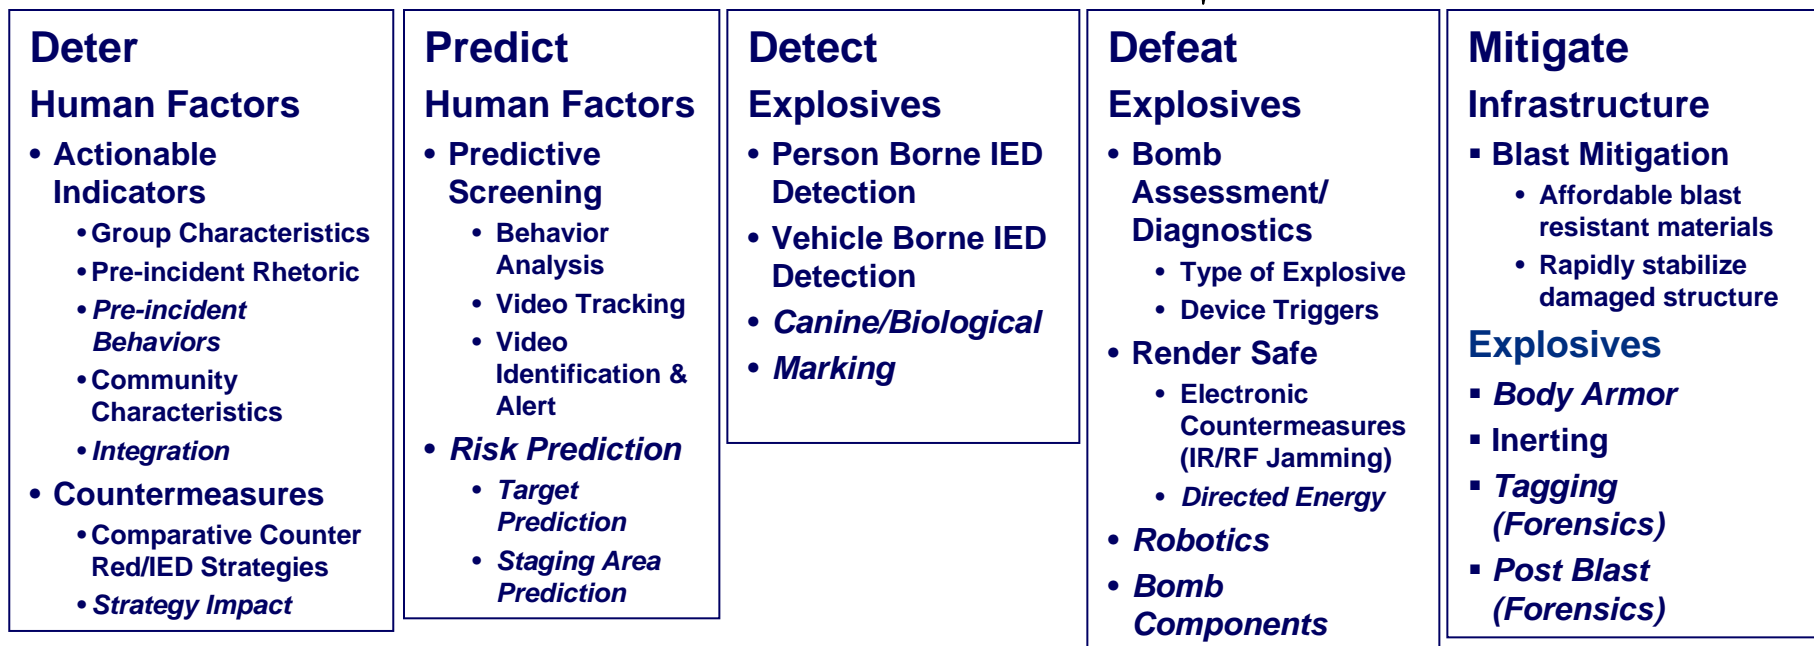 Deter
Human Factors
• Actionable
Indicators
• Group Characteristics
• Pre-incident Rhetoric
• Pre-incident
Behaviors
• Community
Characteristics
• Integration
• Countermeasures
• Comparative Counter
Red/IED Strategies
• Strategy Impact
Predict
Human Factors
• Predictive
Screening
• Behavior
Analysis
• Video Tracking
• Video
Identification &
Alert
• Risk Prediction
• Target
Prediction
• Staging Area
Prediction
Detect
Explosives
• Person Borne IED
Detection
• Vehicle Borne IED
Detection
• Canine/Biological
• Marking
Defeat
Explosives
• Bomb
Assessment/
Diagnostics
• Type of Explosive
• Device Triggers
• Render Safe
• Electronic
Countermeasures
(IR/RF Jamming)
• Directed Energy
• Robotics
• Bomb
Components
Mitigate
Infrastructure
▪ Blast Mitigation
• Affordable blast
resistant materials
• Rapidly stabilize
damaged structure
Explosives
▪ Body Armor
▪ Inerting
▪ Tagging
(Forensics)
▪ Post Blast
(Forensics)